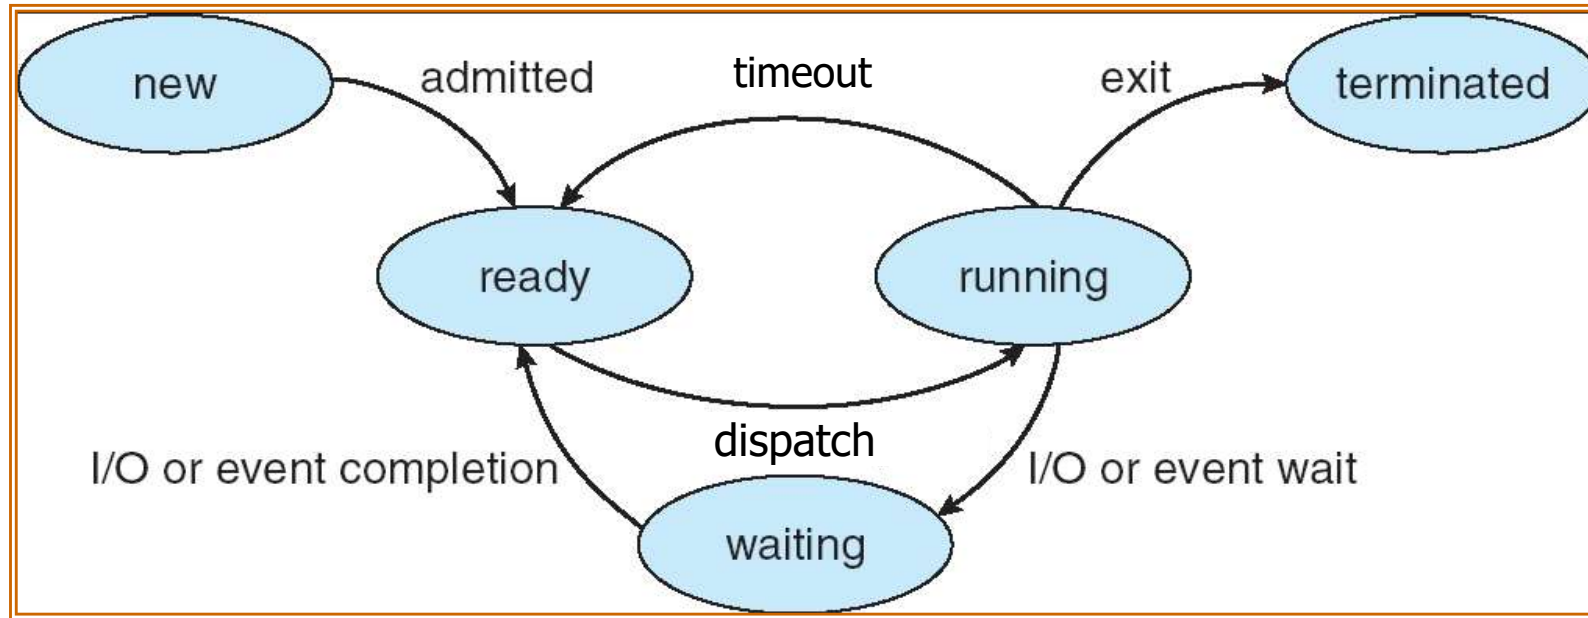 new
admitted
timeout
exit
terminated
ready
running
dispatch
I/O or event completion
I/O or event wait
waiting